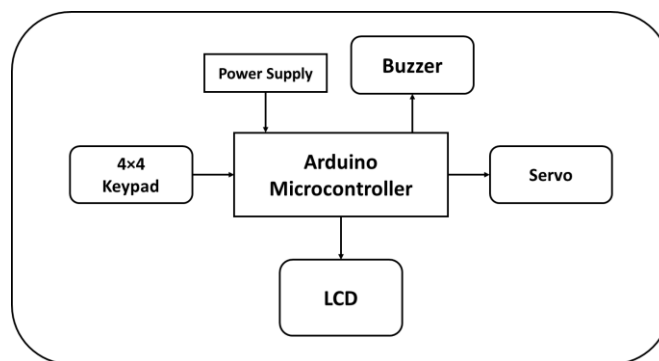 Power Supply
Buzzer
4×4
Keypad
Arduino
Microcontroller
Servo
LCD